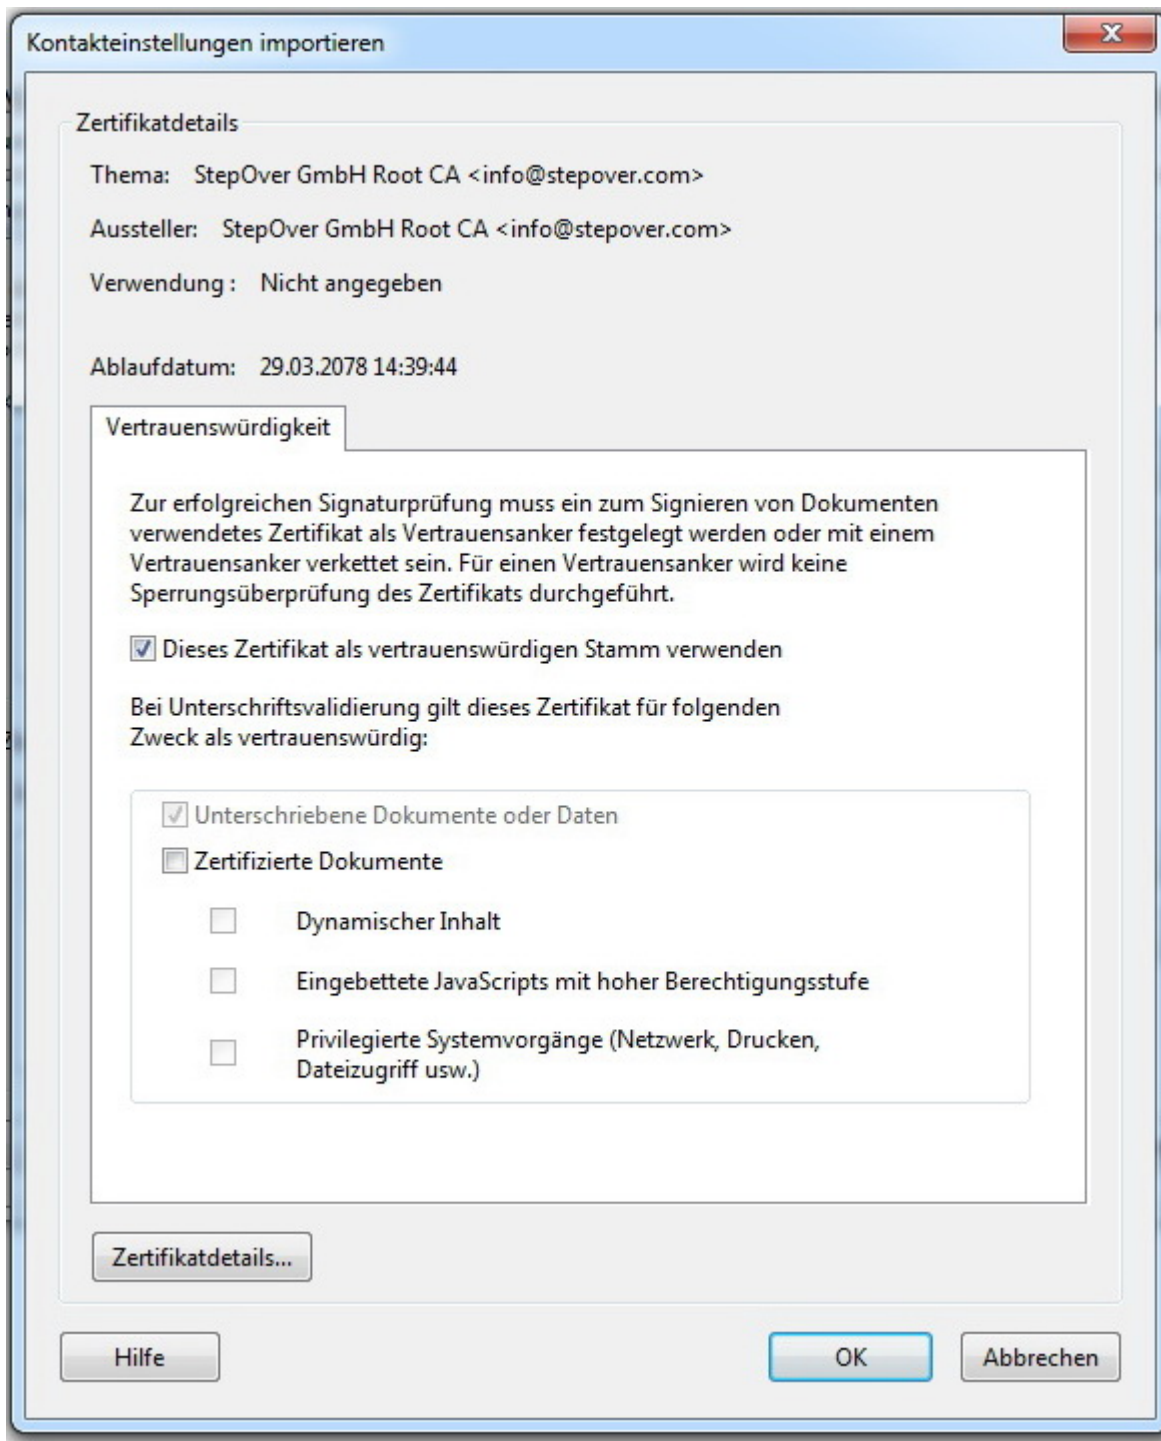 Kontakteinstellungen importieren
Zertifikatdetails
Thema: StepOver GmbH Root CA <info@stepover.com>
Aussteller: StepOver GmbH Root CA <info@stepover.com>
Verwendung : Nicht angegeben
Ablaufdatum: 29.03.2078 14:39:44
Vertrauenswürdigkeit
Zur erfolgreichen Signaturprüfung muss ein zum Signieren von Dokumenten
verwendetes Zertifikat als Vertrauensanker festgelegt werden oder mit einem
Vertrauensanker verkettet sein. Für einen Vertrauensanker wird keine
Sperrungsüberprüfung des Zertifikats durchgeführt.
Dieses Zertifikat als vertrauenswürdigen Stamm verwenden
Bei Unterschriftsvalidierung gilt dieses Zertifikat für folgenden
Zweck als vertrauenswürdig:
Unterschriebene Dokumente oder Daten
Zertifizierte Dokumente
Dynamischer Inhalt
Eingebettete JavaScripts mit hoher Berechtigungsstufe
Privilegierte Systemvorgänge (Netzwerk, Drucken,
Dateizugriff usw.)
Zertifikatdetails...
Hilfe
OK
Abbrechen